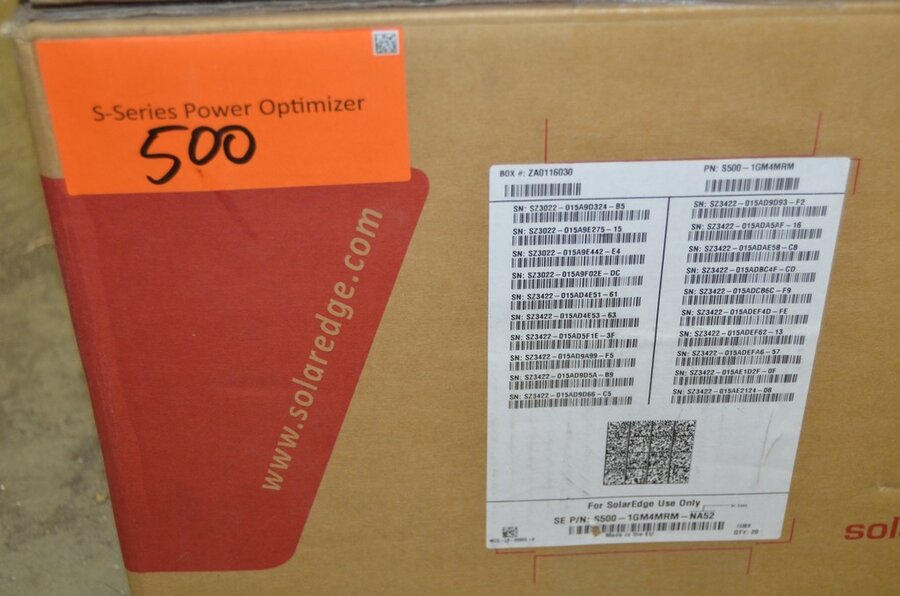 S-Series Power Optimizer
500
www.solaredge.com
BOX #: ZA0116030
PN: S500-1GM4MRM
SN: SZ3022-015A9D324-B5
SN: SZ3022-015A9E275-15
SN: SZ3022-015A9E442-E4
SN: SZ3022-015A9F02E-DC
SN: SZ3422-015AD4E51-61
SN: SZ3422-015AD4E53-63
SN: SZ3422-015AD5F1E-3F
SN: SZ3422-015AD9A99-F5
SN: SZ3422-015AD9D5A-B9
SN: SZ3422-015AD9D66-C5
SN: SZ3422-015AD9D93-F2
SN: SZ3422-015ADA5AF-16
SN: SZ3422-015ADAE58-C8
SN: SZ3422-015ADBC4F-CD
SN: SZ3422-015ADCB6C-F9
SN: SZ3422-015ADEF4D-FE
SN: SZ3422-015ADEF62-13
SN: SZ3422-015ADEFA6-57
SN: SZ3422-015AE1D2F-0F
SN: SZ3422-015AE2124-08
For SolarEdge Use Only
SE P/N: S500-1GM4MRM-NA52
Made in the EU
QTY: 20
sol